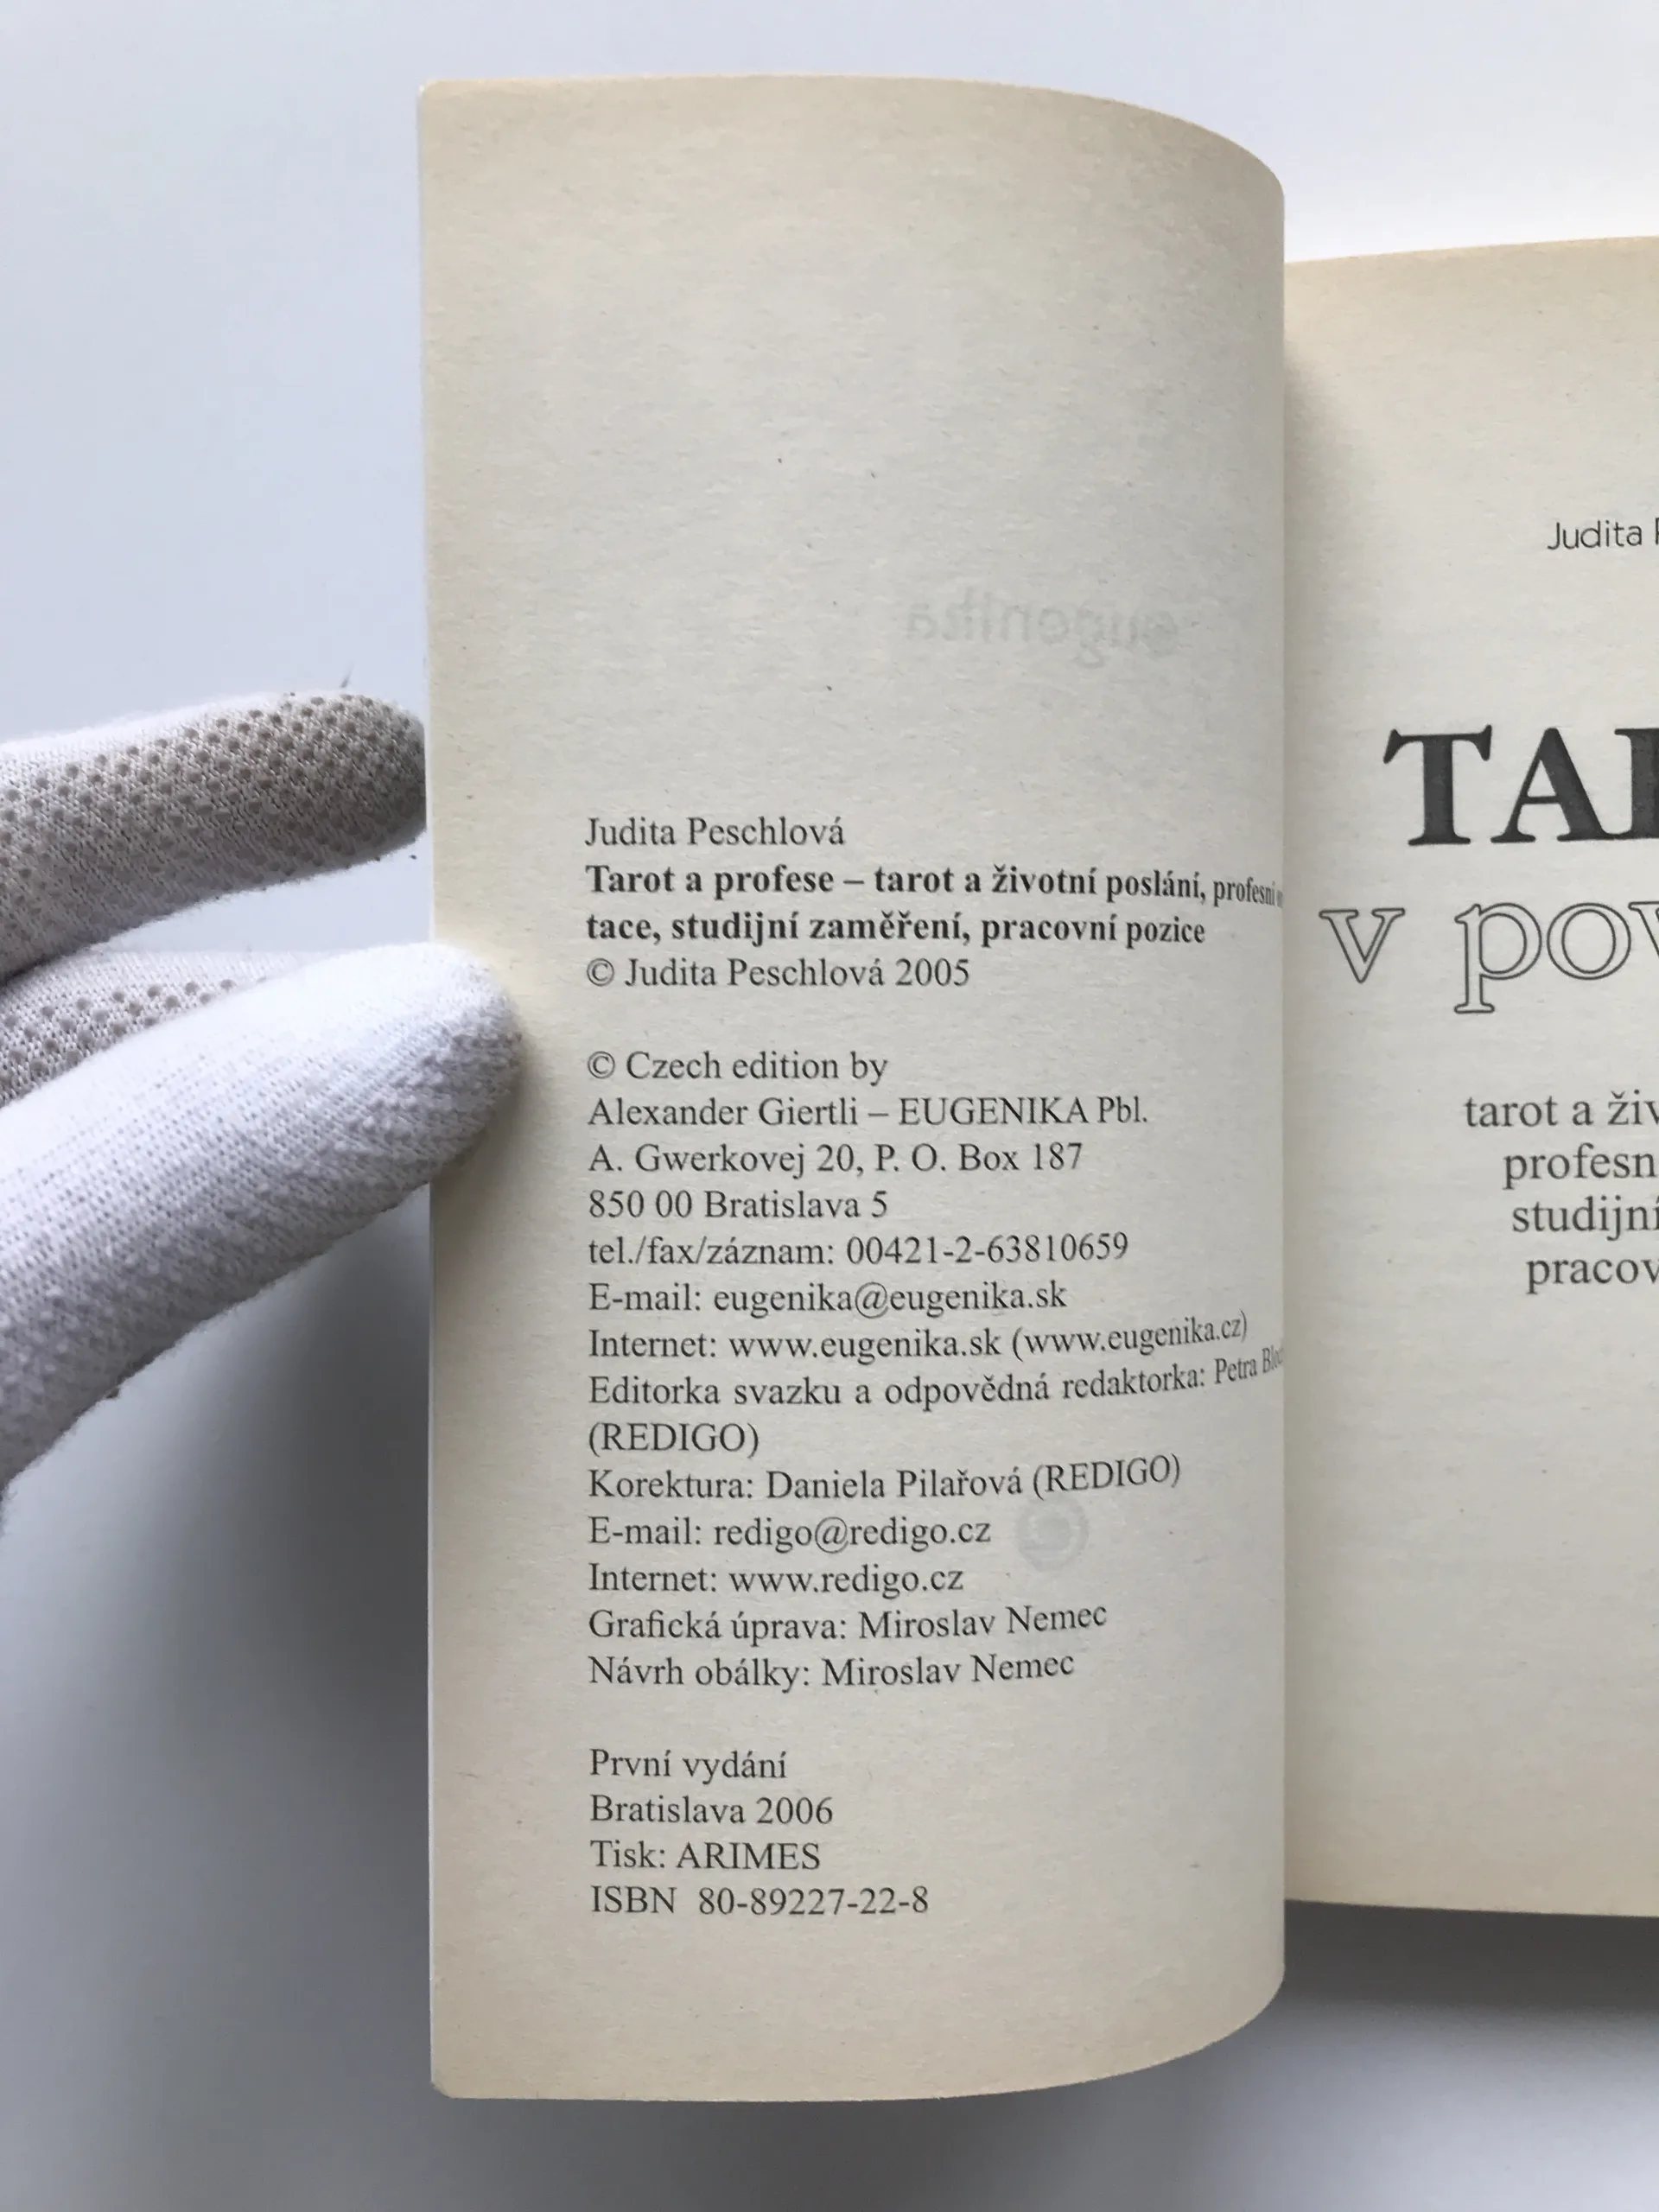 Judita Peschlová
Tarot a profese – tarot a životní poslání, profesní
tace, studijní zaměření, pracovní pozice
© Judita Peschlová 2005
© Czech edition by
Alexander Giertli – EUGENIKA Pbl.
A. Gwerkovej 20, P. O. Box 187
850 00 Bratislava 5
tel./fax/záznam: 00421-2-63810659
E-mail: eugenika@eugenika.sk
Internet: www.eugenika.sk (www.eugenika.cz)
Editorka svazku a odpovědná redaktorka: Petra
(REDIGO)
Korektura: Daniela Pilařová (REDIGO)
E-mail: redigo@redigo.cz
Internet: www.redigo.cz
Grafická úprava: Miroslav Nemec
Návrh obálky: Miroslav Nemec
První vydání
Bratislava 2006
Tisk: ARIMES
ISBN 80-89227-22-8
eugenika
Judita
TA
v pov
tarot a živ
profesn
studijní
pracov